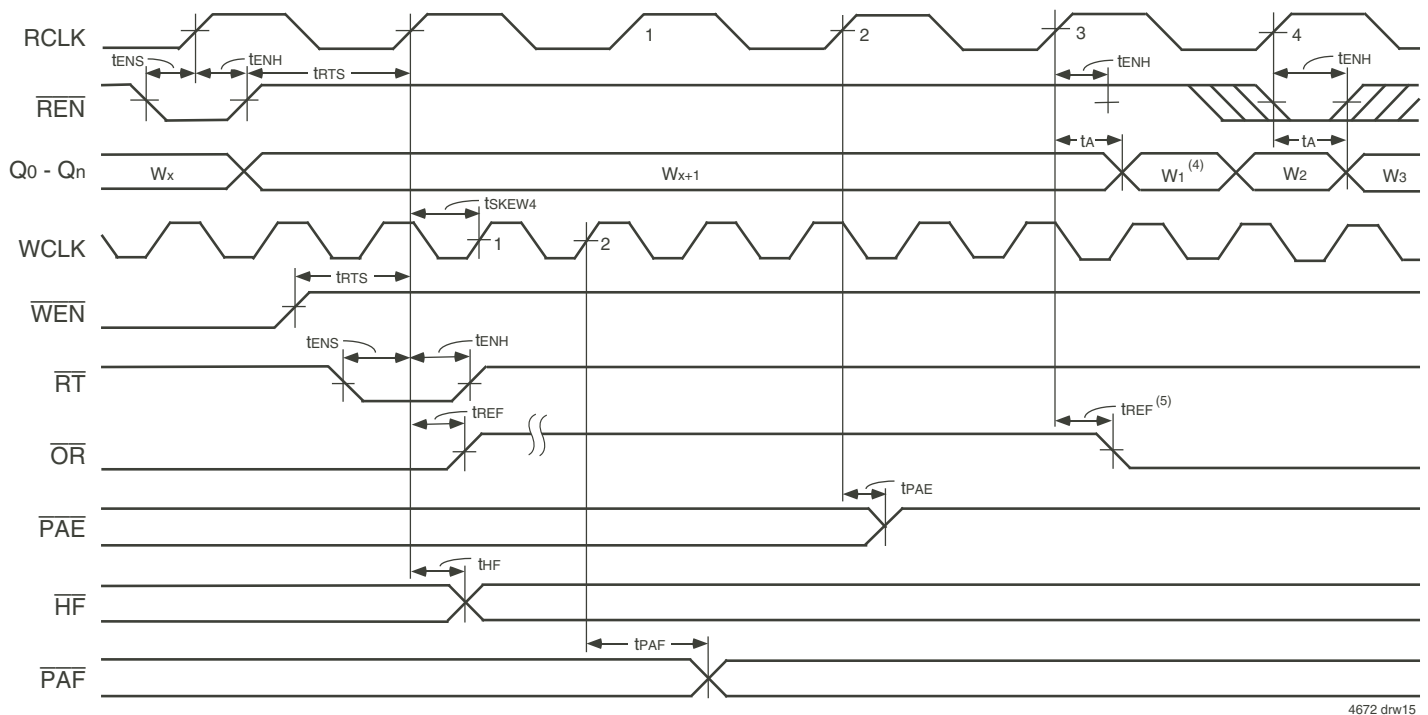 RCLK 1 2 3 4
tENS tENH tRTS tENH tENH
REN
tA tA
Q0 - Qn Wx Wx+1 W1 (4) W2 W3
tSKEW4
WCLK 1 2
tRTS
WEN
tENS tENH
RT
tREF tREF (5)
OR
tPAE
PAE
tHF
HF
tPAF
PAF
4672 drw15